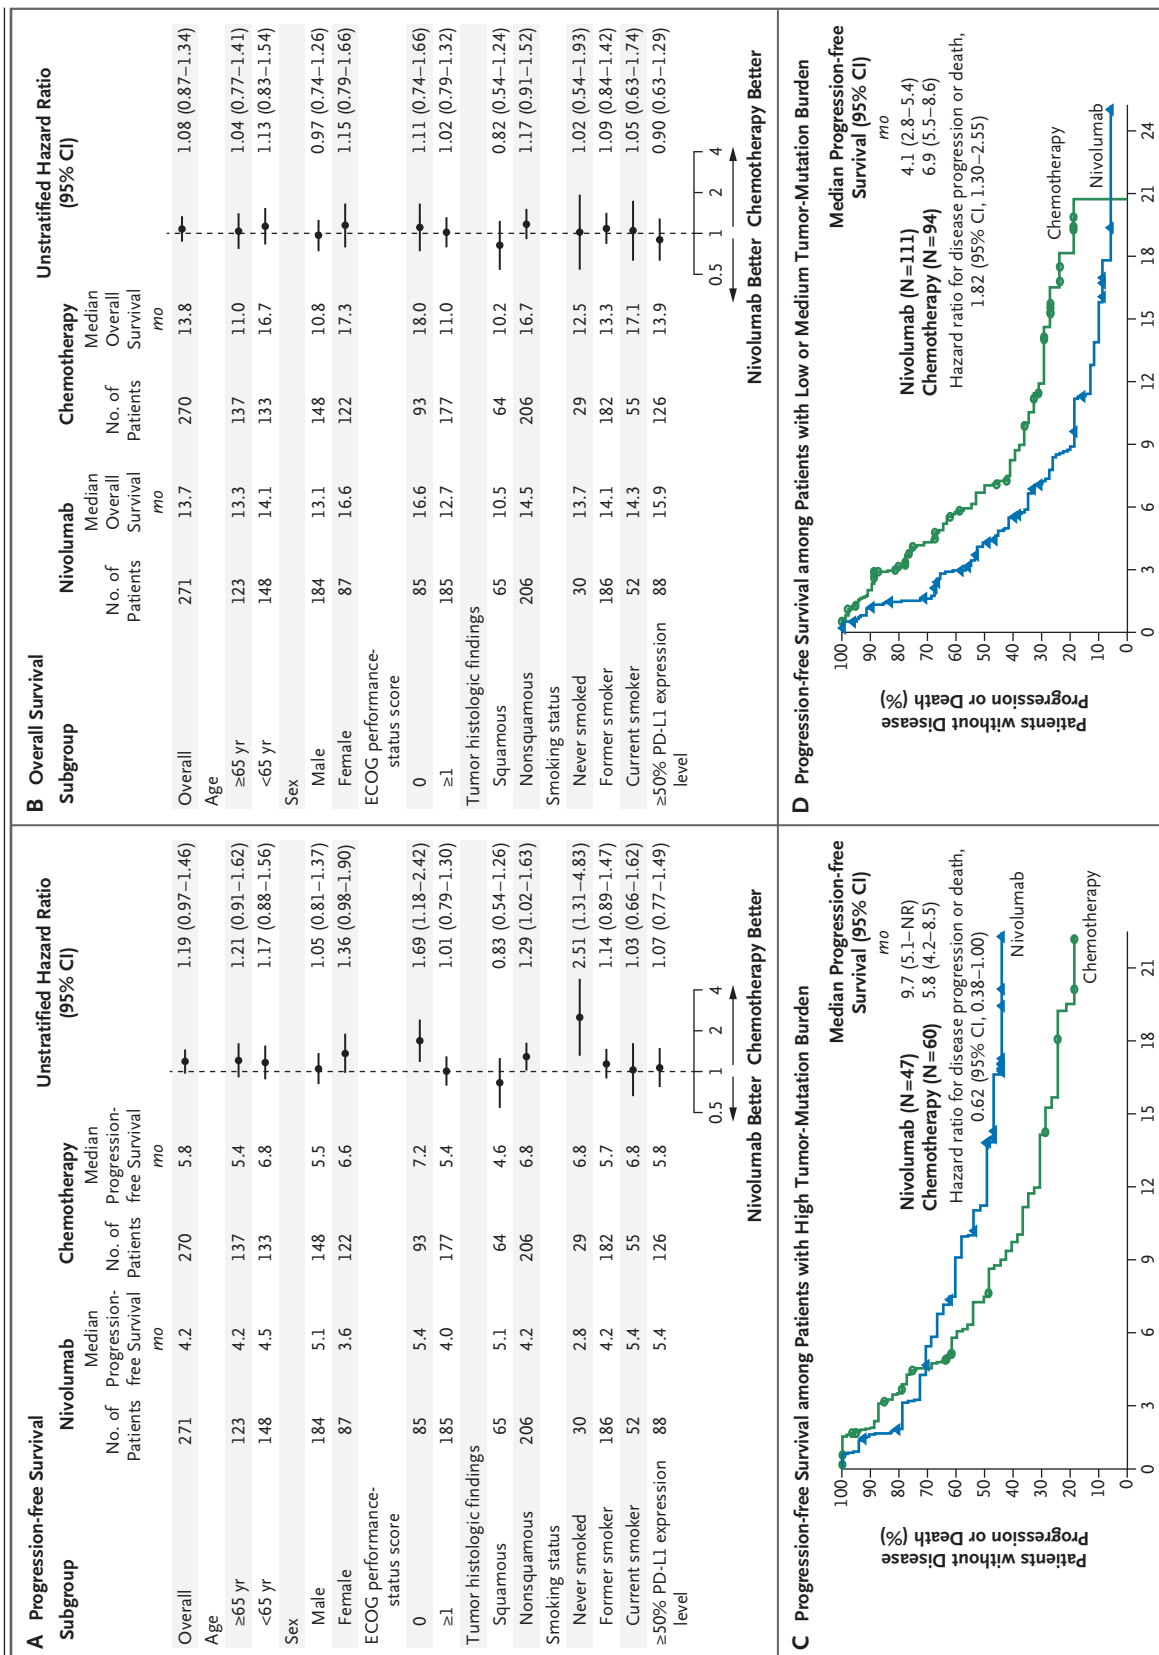 A Progression-free Survival
Subgroup Nivolumab Chemotherapy Unstratified Hazard Ratio (95% CI)
No. of Patients Median Progression-free Survival No. of Patients Median Progression-free Survival
mo mo
Overall 271 4.2 270 5.8 1.19 (0.97–1.46)
Age
≥65 yr 123 4.2 137 5.4 1.21 (0.91–1.62)
<65 yr 148 4.5 133 6.8 1.17 (0.88–1.56)
Sex
Male 184 5.1 148 5.5 1.05 (0.81–1.37)
Female 87 3.6 122 6.6 1.36 (0.98–1.90)
ECOG performance-status score
0 85 5.4 93 7.2 1.69 (1.18–2.42)
≥1 185 4.0 177 5.4 1.01 (0.79–1.30)
Tumor histologic findings
Squamous 65 5.1 64 4.6 0.83 (0.54–1.26)
Nonsquamous 206 4.2 206 6.8 1.29 (1.02–1.63)
Smoking status
Never smoked 30 2.8 29 6.8 2.51 (1.31–4.83)
Former smoker 186 4.2 182 5.7 1.14 (0.89–1.47)
Current smoker 52 5.4 55 6.8 1.03 (0.66–1.62)
≥50% PD-L1 expression level 88 5.4 126 5.8 1.07 (0.77–1.49)
0.5 1 2 4
Nivolumab Better Chemotherapy Better
B Overall Survival
Subgroup Nivolumab Chemotherapy Unstratified Hazard Ratio (95% CI)
No. of Patients Median Overall Survival No. of Patients Median Overall Survival
mo mo
Overall 271 13.7 270 13.8 1.08 (0.87–1.34)
Age
≥65 yr 123 13.3 137 11.0 1.04 (0.77–1.41)
<65 yr 148 14.1 133 16.7 1.13 (0.83–1.54)
Sex
Male 184 13.1 148 10.8 0.97 (0.74–1.26)
Female 87 16.6 122 17.3 1.15 (0.79–1.66)
ECOG performance-status score
0 85 16.6 93 18.0 1.11 (0.74–1.66)
≥1 185 12.7 177 11.0 1.02 (0.79–1.32)
Tumor histologic findings
Squamous 65 10.5 64 10.2 0.82 (0.54–1.24)
Nonsquamous 206 14.5 206 16.7 1.17 (0.91–1.52)
Smoking status
Never smoked 30 13.7 29 12.5 1.02 (0.54–1.93)
Former smoker 186 14.1 182 13.3 1.09 (0.84–1.42)
Current smoker 52 14.3 55 17.1 1.05 (0.63–1.74)
≥50% PD-L1 expression level 88 15.9 126 13.9 0.90 (0.63–1.29)
0.5 1 2 4
Nivolumab Better Chemotherapy Better
C Progression-free Survival among Patients with High Tumor-Mutation Burden
Patients without Disease
Progression or Death (%)
100
90
80
70
60
50
40
30
20
10
0
0 3 6 9 12 15 18 21
Median Progression-free
Survival (95% CI)
mo
Nivolumab (N=47) 9.7 (5.1–NR)
Chemotherapy (N=60) 5.8 (4.2–8.5)
Hazard ratio for disease progression or death,
0.62 (95% CI, 0.38–1.00)
Nivolumab
Chemotherapy
D Progression-free Survival among Patients with Low or Medium Tumor-Mutation Burden
Patients without Disease
Progression or Death (%)
100
90
80
70
60
50
40
30
20
10
0
0 3 6 9 12 15 18 21 24
Median Progression-free
Survival (95% CI)
mo
Nivolumab (N=111) 4.1 (2.8–5.4)
Chemotherapy (N=94) 6.9 (5.5–8.6)
Hazard ratio for disease progression or death,
1.82 (95% CI, 1.30–2.55)
Chemotherapy
Nivolumab